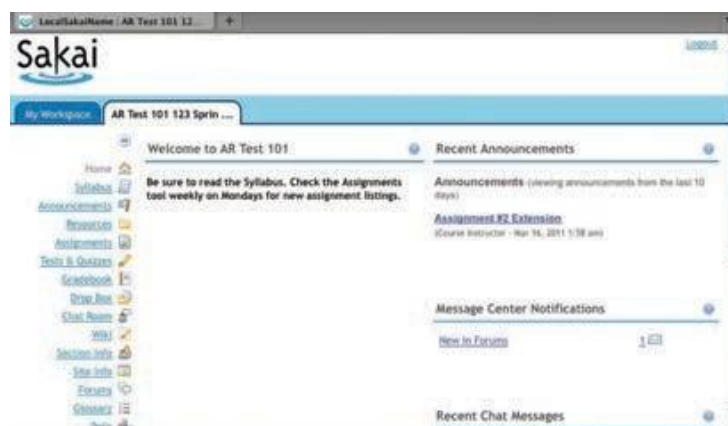 LocalSakaiName : AR Test 101 12...
Sakai
Logout
My Workspace
AR Test 101 123 Sprin ....
Home
Syllabus
Announcements
Resources
Assignments
Tests & Quizzes
Gradebook
Drop Box
Chat Room
Wiki
Section Info
Site Info
Forums
Glossary
Welcome to AR Test 101
Be sure to read the Syllabus. Check the Assignments
tool weekly on Mondays for new assignment listings.
Recent Announcements
Announcements (viewing announcements from the last 10
days)
Assignment #2 Extension
(Course Instructor - Mar 16, 2011 1:38 am)
Message Center Notifications
New in Forums 1
Recent Chat Messages